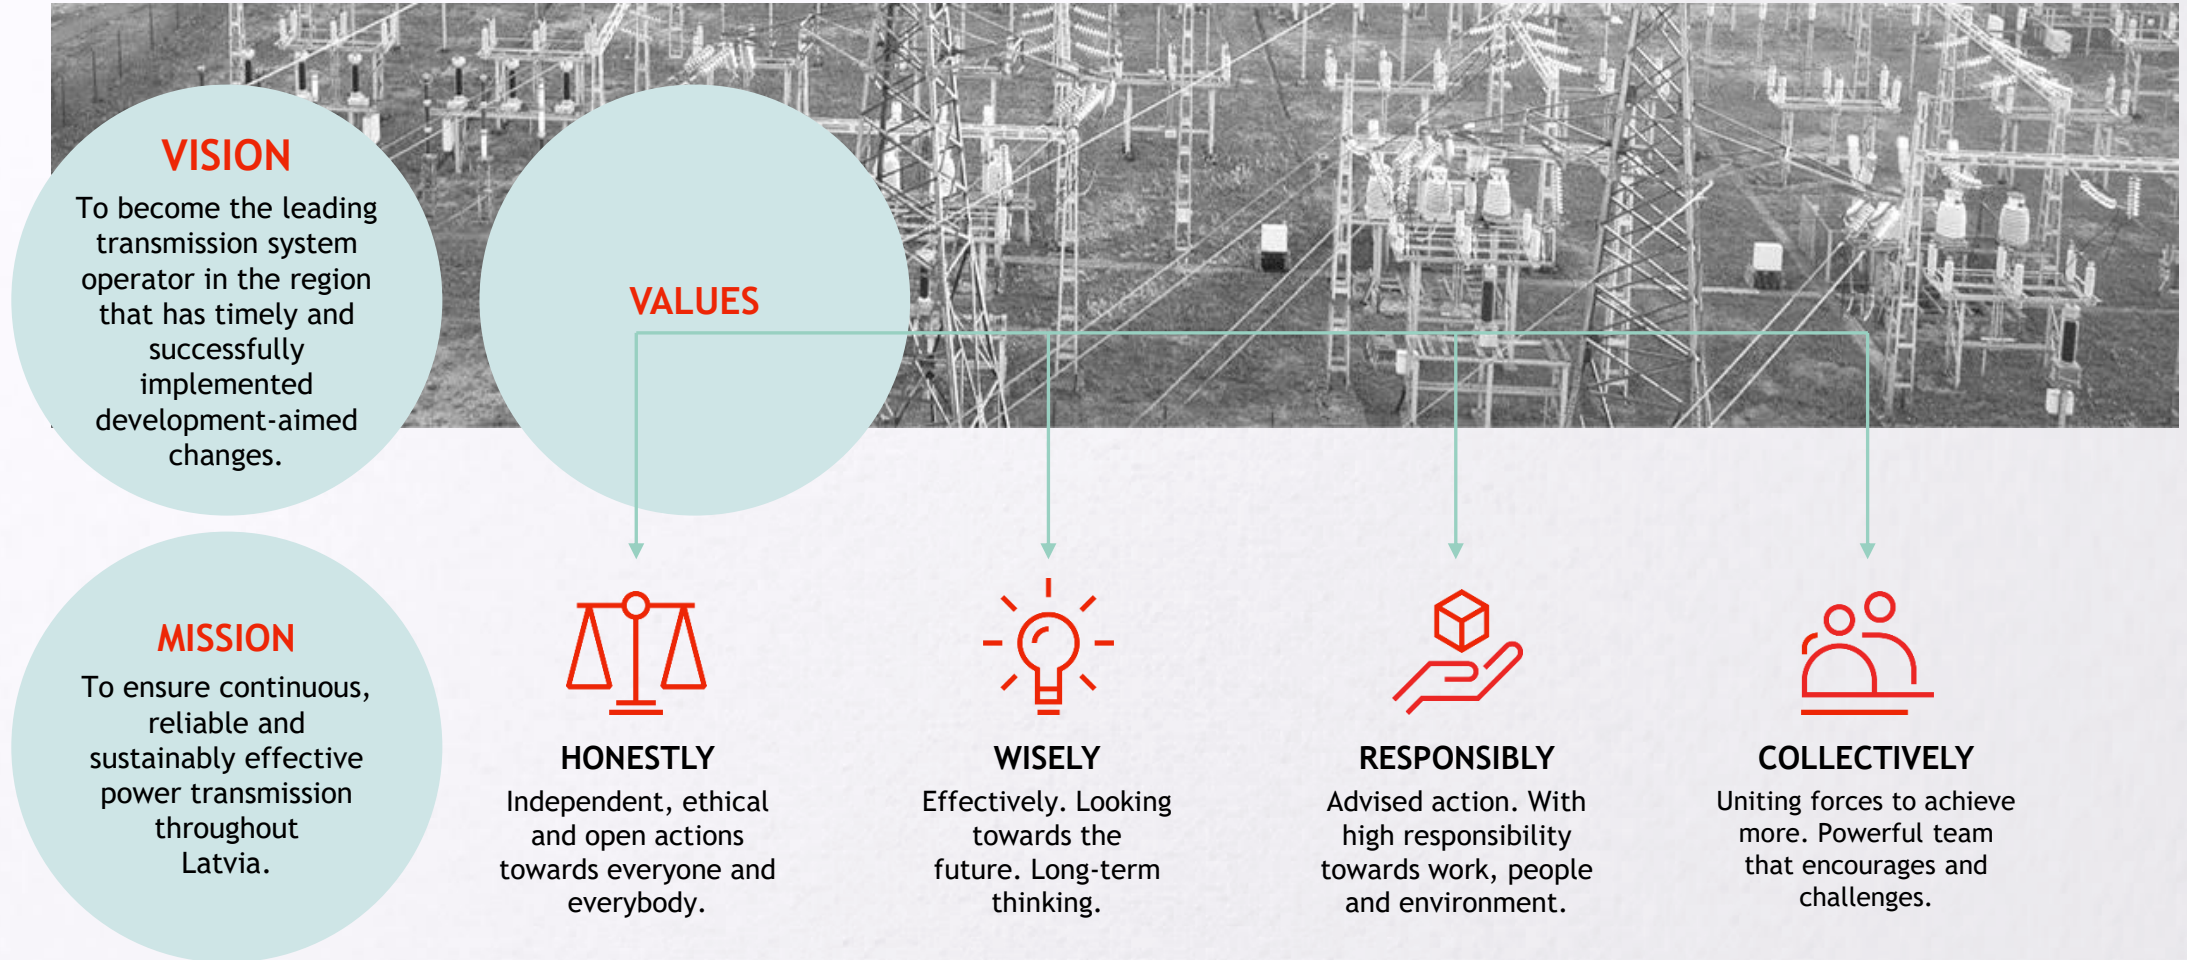 VISION
To become the leading
transmission system
operator in the region
that has timely and
successfully
implemented
development-aimed
changes.
VALUES
MISSION
To ensure continuous,
reliable and
sustainably effective
power transmission
throughout
Latvia.
HONESTLY
Independent, ethical
and open actions
towards everyone and
everybody.
WISELY
Effectively. Looking
towards the
future. Long-term
thinking.
RESPONSIBLY
Advised action. With
high responsibility
towards work, people
and environment.
COLLECTIVELY
Uniting forces to achieve
more. Powerful team
that encourages and
challenges.